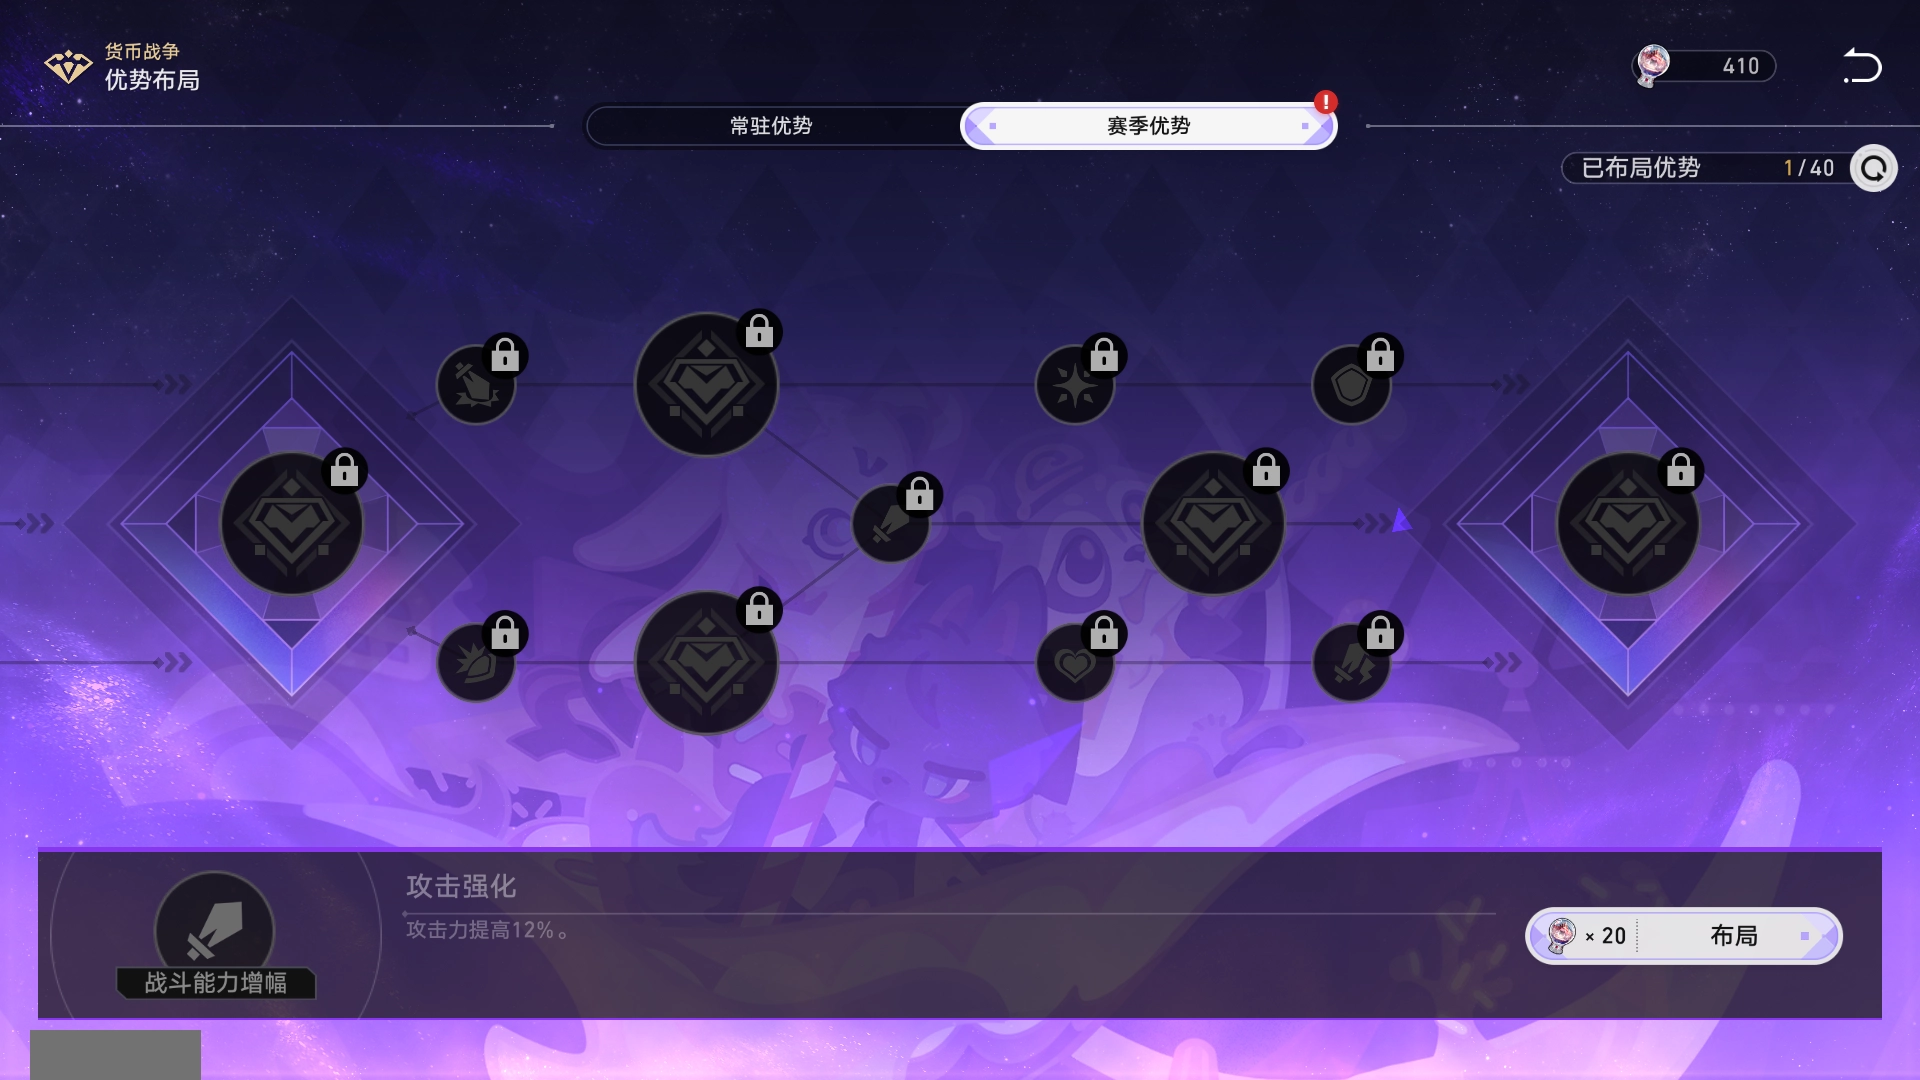 货币战争
优势布局
410
常驻优势
赛季优势
!
已布局优势 1/40
攻击强化
攻击力提高12%。
战斗能力增幅
× 20 布局